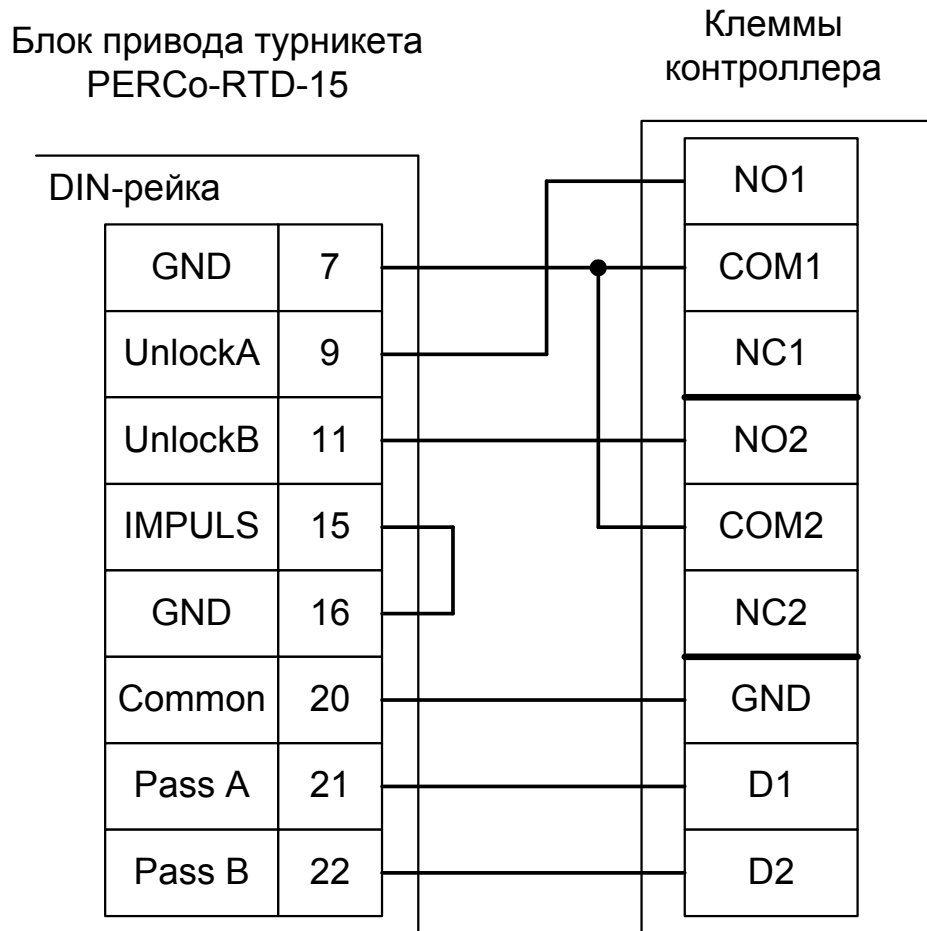 Блок привода турникета
PERCo-RTD-15
Клеммы
контроллера
DIN-рейка
GND 7
UnlockA 9
UnlockB 11
IMPULS 15
GND 16
Common 20
Pass A 21
Pass B 22
NO1
COM1
NC1
NO2
COM2
NC2
GND
D1
D2